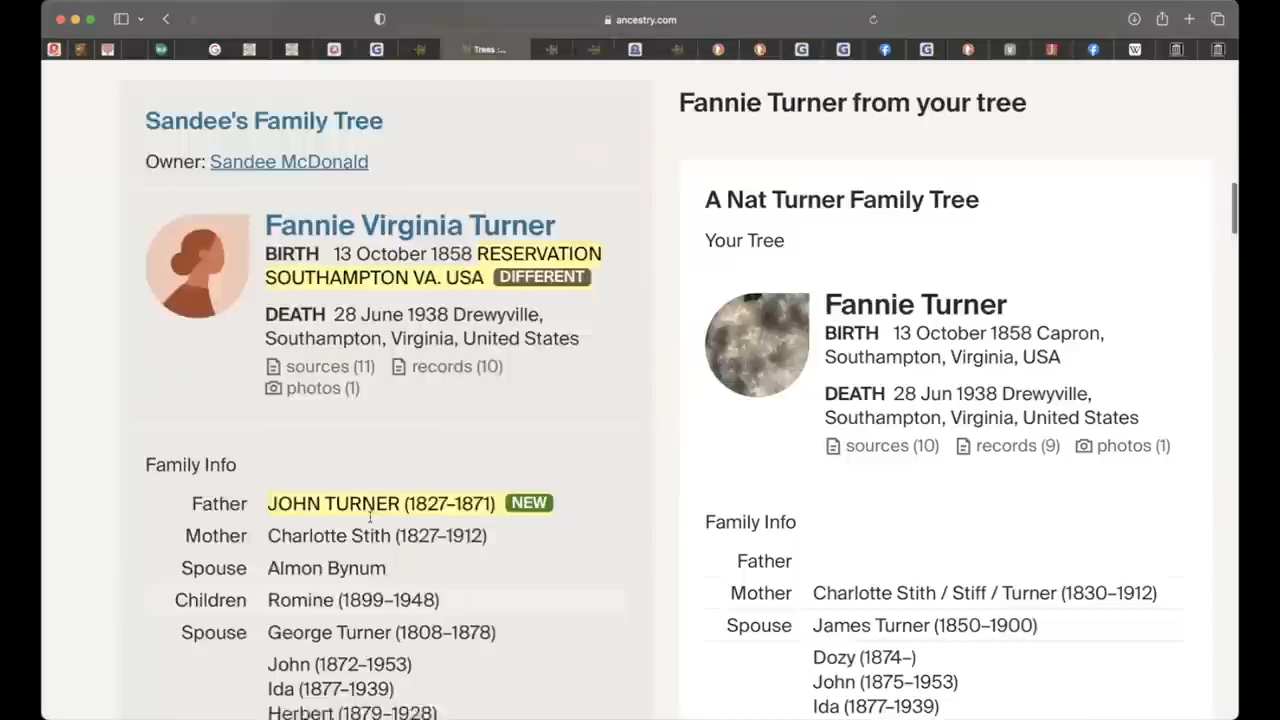 ancestry.com
Trees :...
Sandee's Family Tree
Owner: Sandee McDonald
Fannie Virginia Turner
BIRTH 13 October 1858 RESERVATION
SOUTHAMPTON VA. USA DIFFERENT
DEATH 28 June 1938 Drewyville,
Southampton, Virginia, United States
sources (11) records (10)
photos (1)
Family Info
Father JOHN TURNER (1827–1871) NEW
Mother Charlotte Stith (1827–1912)
Spouse Almon Bynum
Children Romine (1899–1948)
Spouse George Turner (1808–1878)
John (1872–1953)
Ida (1877–1939)
Herbert (1879–1928)
Fannie Turner from your tree
A Nat Turner Family Tree
Your Tree
Fannie Turner
BIRTH 13 October 1858 Capron,
Southampton, Virginia, USA
DEATH 28 Jun 1938 Drewyville,
Southampton, Virginia, United States
sources (10) records (9) photos (1)
Family Info
Father
Mother Charlotte Stith / Stiff / Turner (1830–1912)
Spouse James Turner (1850–1900)
Dozy (1874–)
John (1875–1953)
Ida (1877–1939)